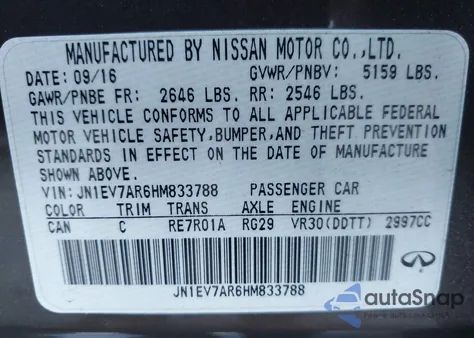 MANUFACTURED BY NISSAN MOTOR CO., LTD.
DATE: 09/16 GVWR/PNBV: 5159 LBS.
GAWR/PNBE FR: 2646 LBS. RR: 2546 LBS.
THIS VEHICLE CONFORMS TO ALL APPLICABLE FEDERAL
MOTOR VEHICLE SAFETY, BUMPER, AND THEFT PREVENTION
STANDARDS IN EFFECT ON THE DATE OF MANUFACTURE
SHOWN ABOVE.
VIN: JN1EV7AR6HM833788 PASSENGER CAR
COLOR TRIM TRANS AXLE ENGINE
CAN C RE7R01A RG29 VR30(DDTT) 2997CC
JN1EV7AR6HM833788
autoSnap